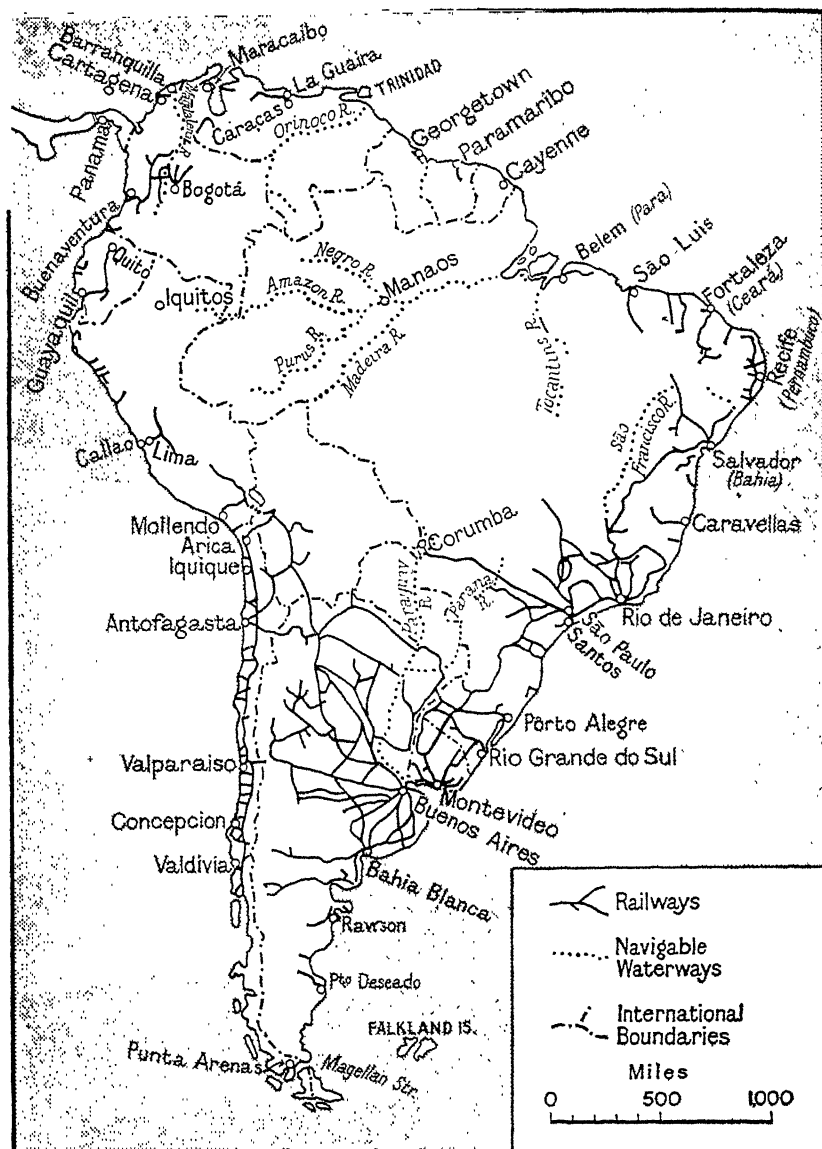 Barranquilla
Cartagena
Maracaibo
La Guaira
TRINIDAD
Magdalena R.
Caracas
Orinoco R.
Georgetown
Paramaribo
Cayenne
Panama
Bogotá
Buenaventura
Quito
Guayaquil
Iquitos
Negro R.
Amazon R.
Manaos
Purus R.
Madeira R.
Belem (Para)
São Luis
Fortaleza
(Ceará)
Tocantins R.
Recife
(Pernambuco)
São
Francisco R.
Callao
Lima
Salvador
(Bahia)
Mollendo
Arica
Iquique
Corumba
Caravellas
Paraguay
R.
Parana
R.
Antofagasta
Rio de Janeiro
São Paulo
Santos
Pôrto Alegre
Rio Grande do Sul
Valparaiso
Montevideo
Buenos Aires
Concepcion
Valdivia
Bahia Blanca
Rawson
Pto Deseado
FALKLAND IS.
Punta Arenas
Magellan Str.
Railways
Navigable
Waterways
International
Boundaries
Miles
0 500 1,000